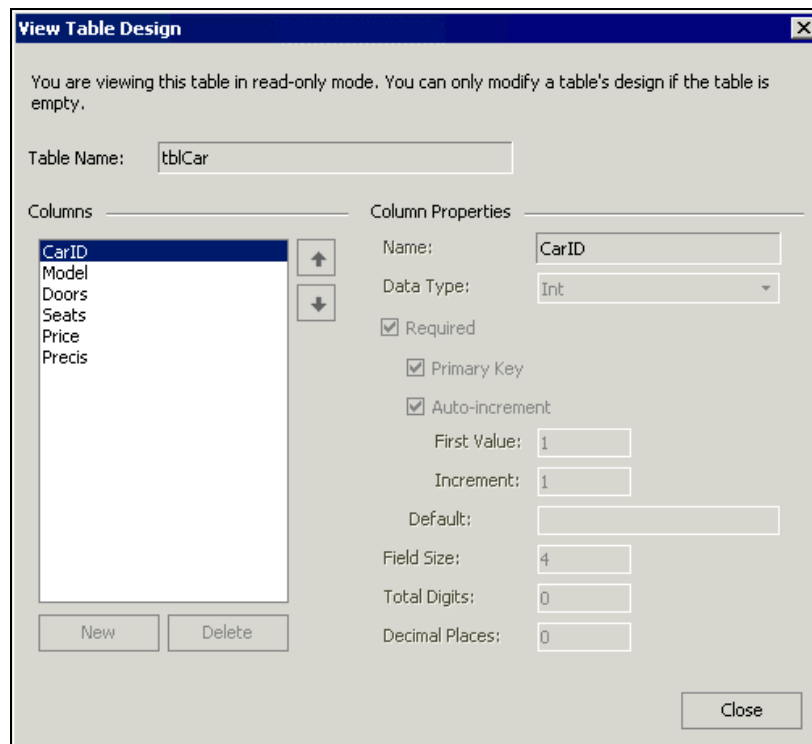 View Table Design
You are viewing this table in read-only mode. You can only modify a table's design if the table is
empty.
Table Name: tblCar
Columns
CarID
Model
Doors
Seats
Price
Precis
New Delete
Column Properties
Name: CarID
Data Type: Int
Required
Primary Key
Auto-increment
First Value: 1
Increment: 1
Default:
Field Size: 4
Total Digits: 0
Decimal Places: 0
Close